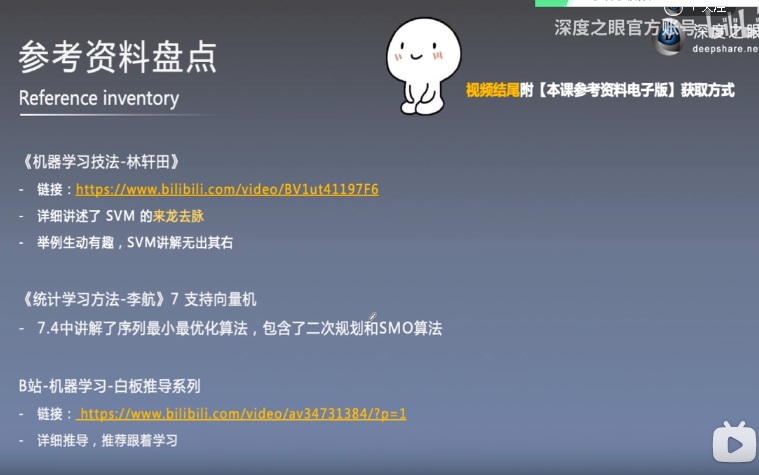 深度之眼官方账号
深度之眼
deepshare.net
参考资料盘点
Reference inventory
视频结尾附【本课参考资料电子版】获取方式
《机器学习技法-林轩田》
- 链接：https://www.bilibili.com/video/BV1ut41197F6
- 详细讲述了 SVM 的来龙去脉
- 举例生动有趣，SVM讲解无出其右
《统计学习方法-李航》7 支持向量机
- 7.4中讲解了序列最小最优化算法，包含了二次规划和SMO算法
B站-机器学习-白板推导系列
- 链接：https://www.bilibili.com/video/av34731384/?p=1
- 详细推导，推荐跟着学习